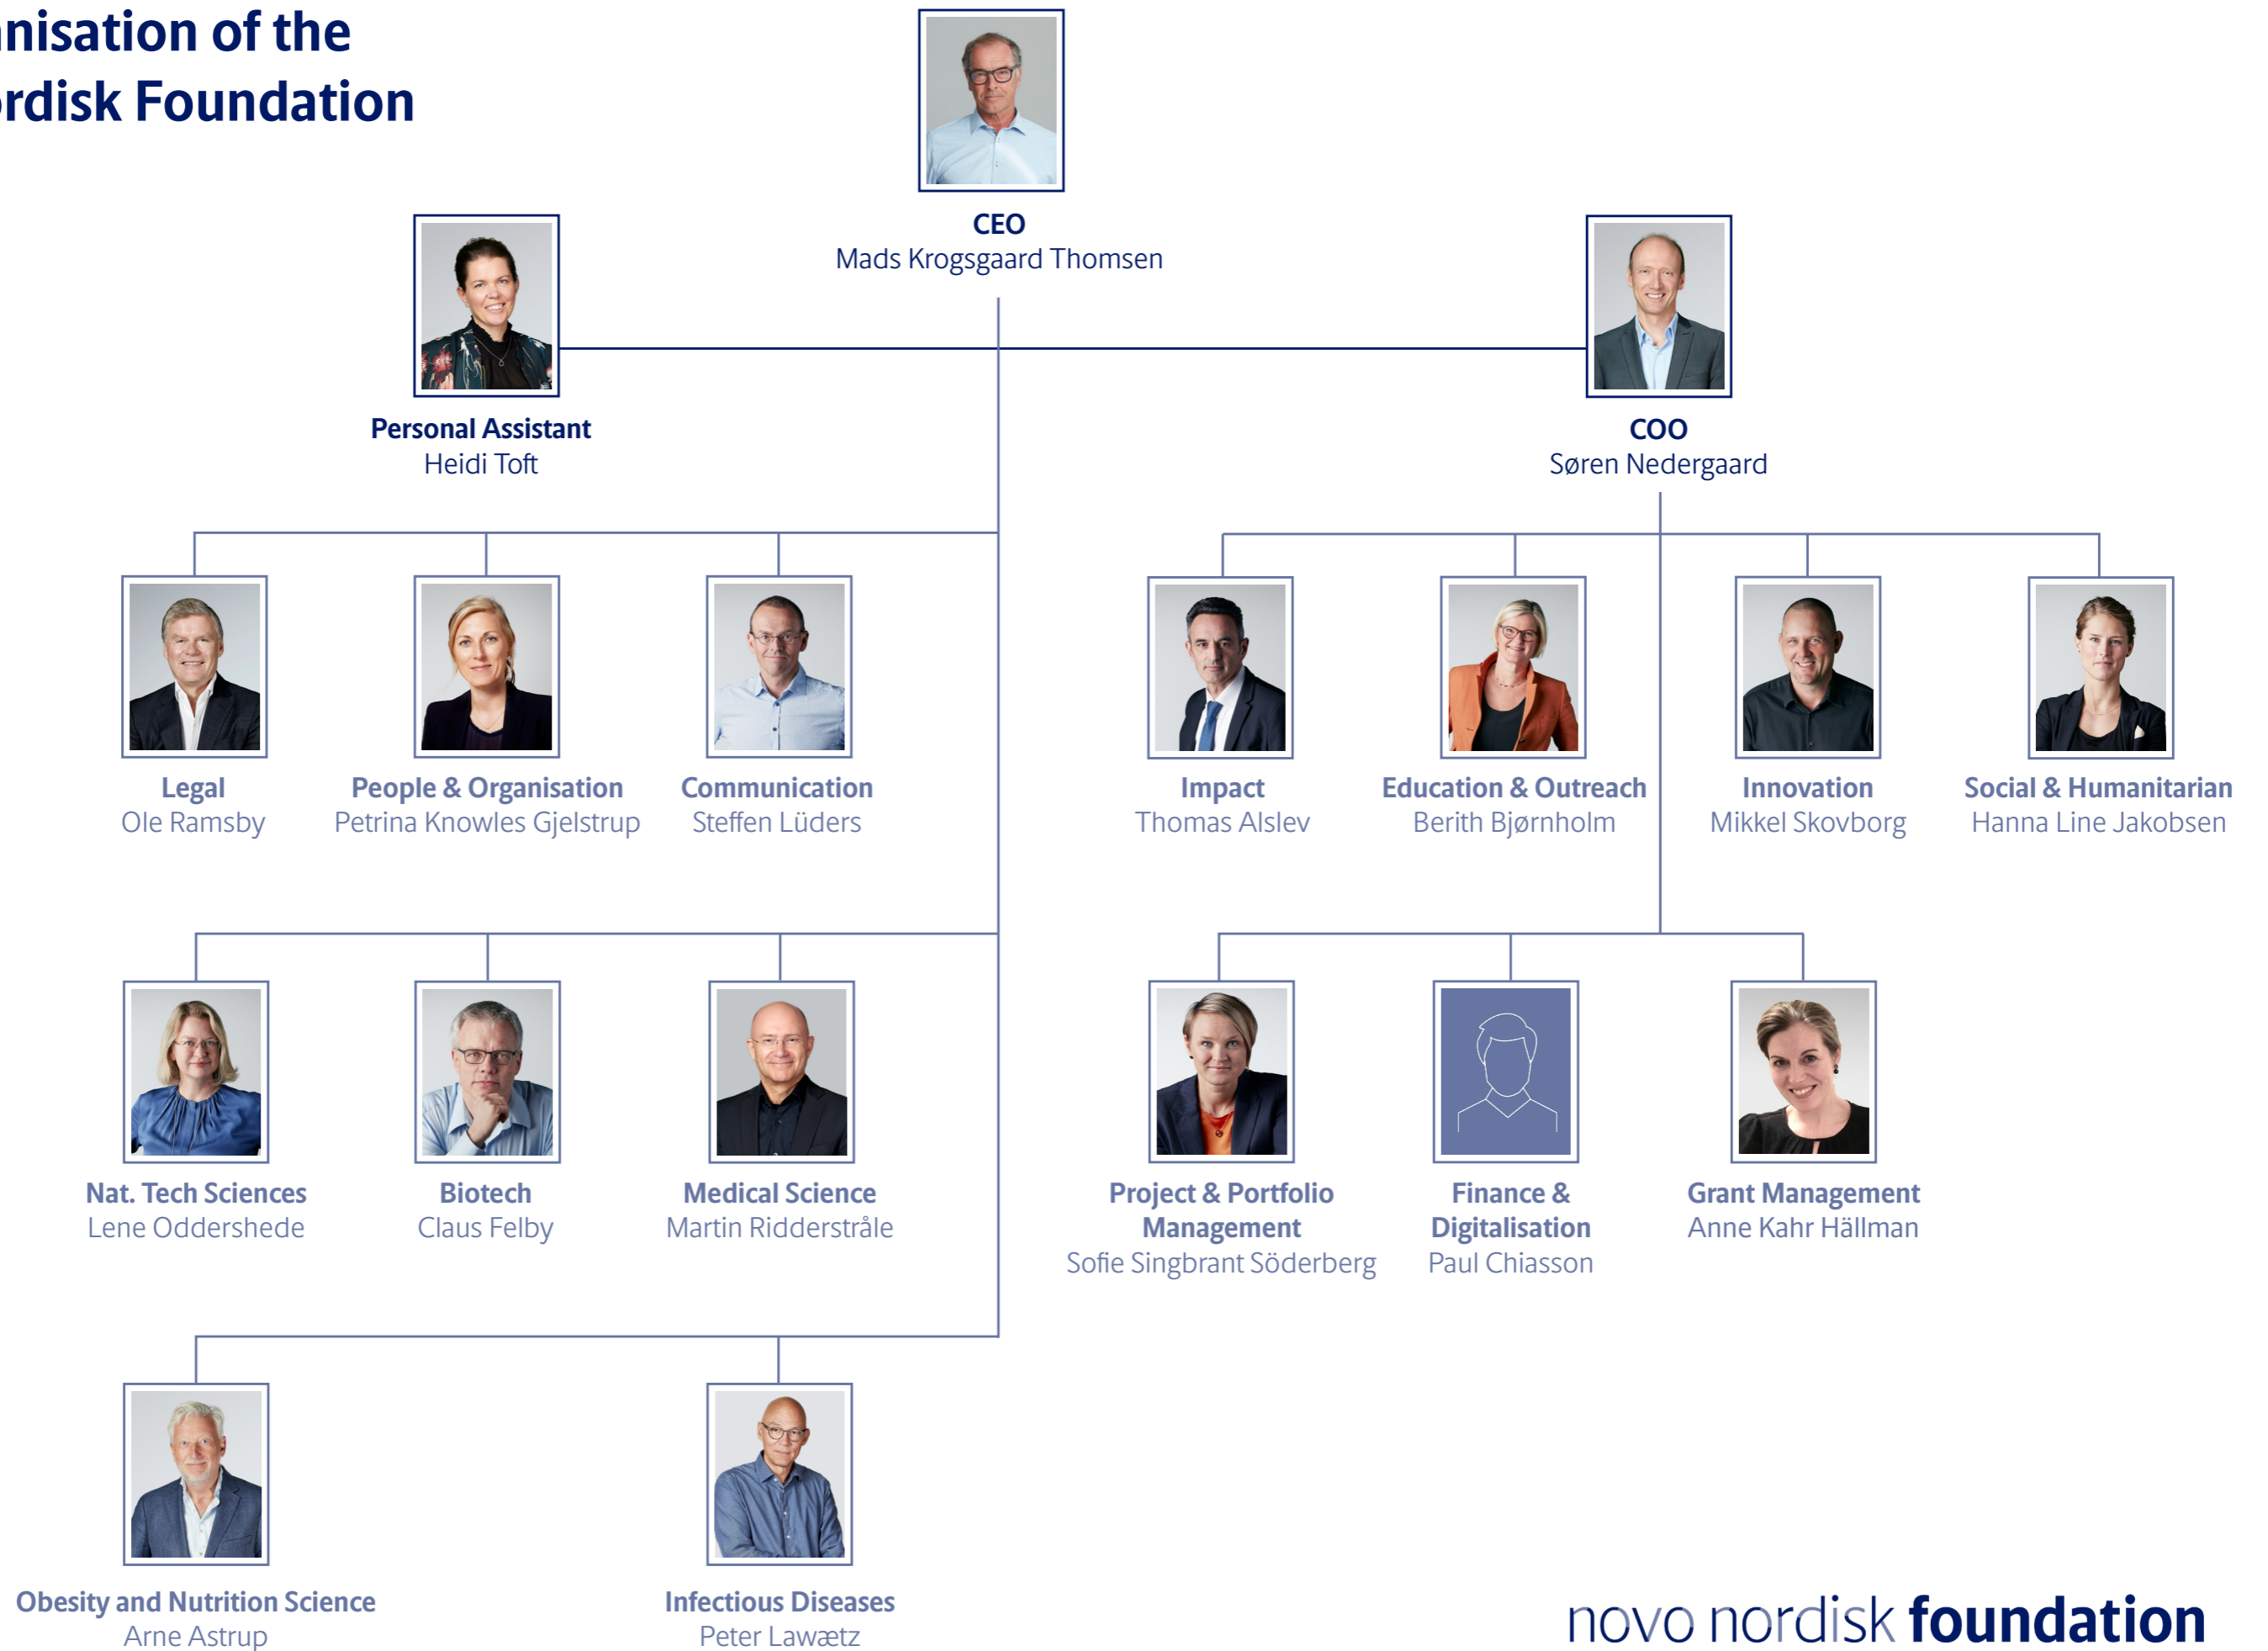 nisation of the
rdisk Foundation
CEO
Mads Krogsgaard Thomsen
Personal Assistant
Heidi Toft
COO
Søren Nedergaard
Legal
Ole Ramsby
People & Organisation
Petrina Knowles Gjelstrup
Communication
Steffen Lüders
Impact
Thomas Alslev
Education & Outreach
Berith Bjørnholm
Innovation
Mikkel Skovborg
Social & Humanitarian
Hanna Line Jakobsen
Nat. Tech Sciences
Lene Oddershede
Biotech
Claus Felby
Medical Science
Martin Ridderstråle
Project & Portfolio
Management
Sofie Singbrant Söderberg
Finance &
Digitalisation
Paul Chiasson
Grant Management
Anne Kahr Hällman
Obesity and Nutrition Science
Arne Astrup
Infectious Diseases
Peter Lawætz
novo nordisk foundation